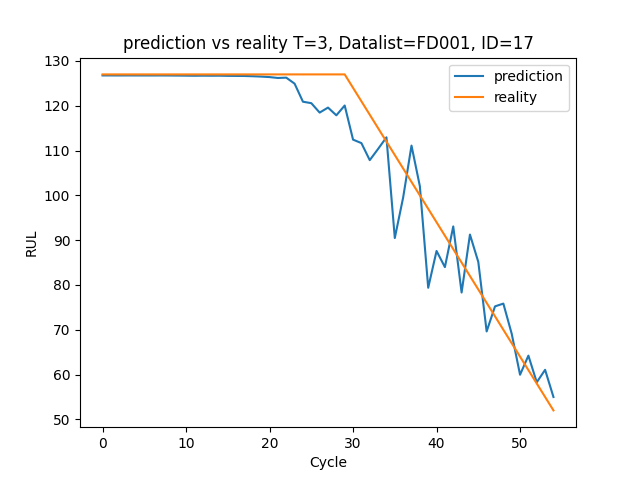 prediction vs reality T=3, Datalist=FD001, ID=17
prediction
reality
130
120
110
100
90
80
70
60
50
RUL
0 10 20 30 40 50
Cycle